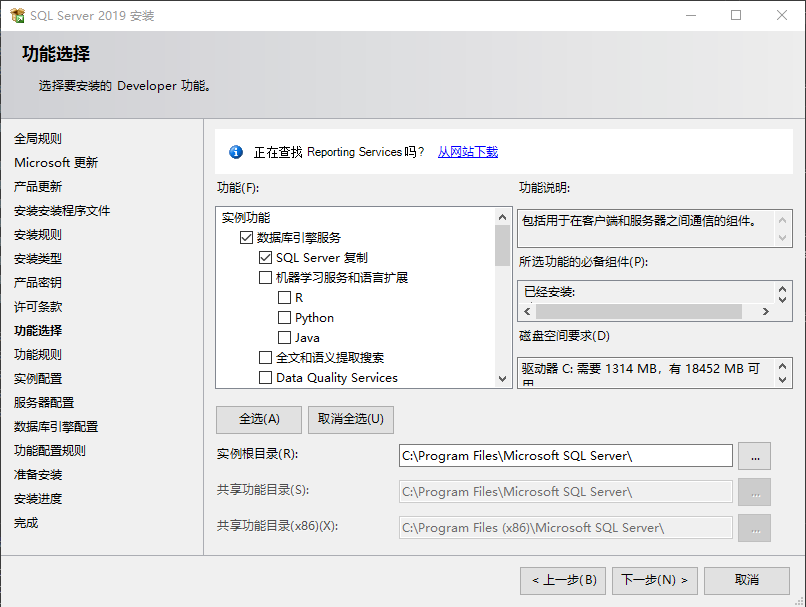 SQL Server 2019 安装
功能选择
选择要安装的 Developer 功能。
全局规则
Microsoft 更新
产品更新
安装安装程序文件
安装规则
安装类型
产品密钥
许可条款
功能选择
功能规则
实例配置
服务器配置
数据库引擎配置
功能配置规则
准备安装
安装进度
完成
正在查找 Reporting Services 吗? 从网站下载
功能(F):
实例功能
数据库引擎服务
SQL Server 复制
机器学习服务和语言扩展
R
Python
Java
全文和语义提取搜索
Data Quality Services
功能说明:
包括用于在客户端和服务器之间通信的组件。
所选功能的必备组件(P):
已经安装:
磁盘空间要求(D)
驱动器 C: 需要 1314 MB，有 18452 MB 可
用
全选(A) 取消全选(U)
实例根目录(R): C:\Program Files\Microsoft SQL Server\ ...
共享功能目录(S): C:\Program Files\Microsoft SQL Server\ ...
共享功能目录(x86)(X): C:\Program Files (x86)\Microsoft SQL Server\ ...
< 上一步(B) 下一步(N) > 取消